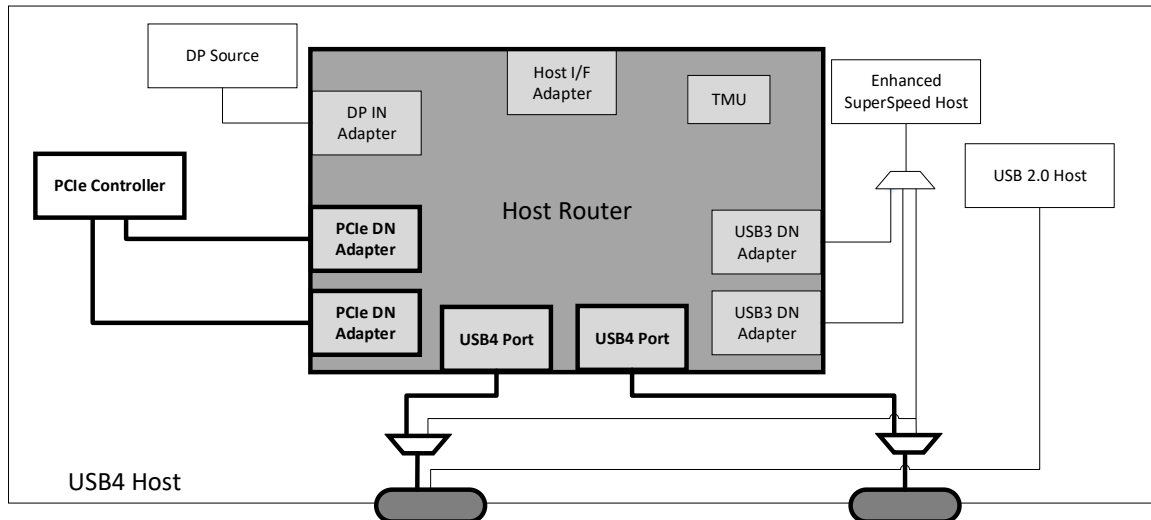 DP Source
Host I/F
Adapter
TMU
Enhanced
SuperSpeed Host
DP IN
Adapter
PCIe Controller
USB 2.0 Host
Host Router
PCIe DN
Adapter
USB3 DN
Adapter
PCIe DN
Adapter
USB4 Port
USB4 Port
USB3 DN
Adapter
USB4 Host